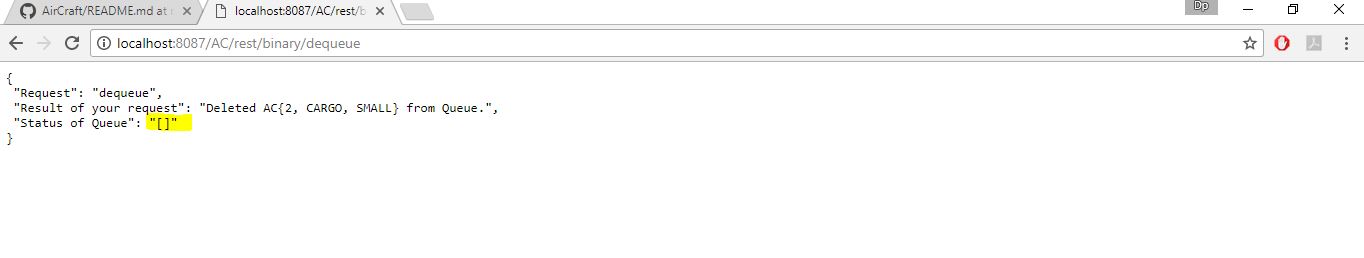 AirCraft/README.md at
localhost:8087/AC/rest/b
Dp
localhost:8087/AC/rest/binary/dequeue
{
"Request": "dequeue",
"Result of your request": "Deleted AC{2, CARGO, SMALL} from Queue.",
"Status of Queue": "[]"
}